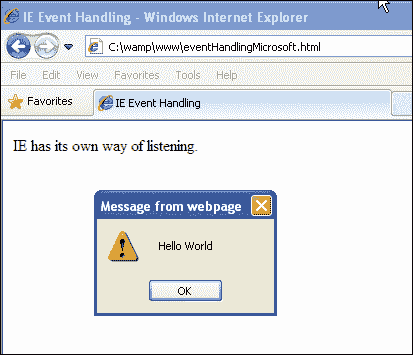 IE Event Handling - Windows Internet Explorer
C:\wamp\www\eventHandlingMicrosoft.html
File Edit View Favorites Tools Help
Favorites IE Event Handling
IE has its own way of listening.
Message from webpage
Hello World
OK